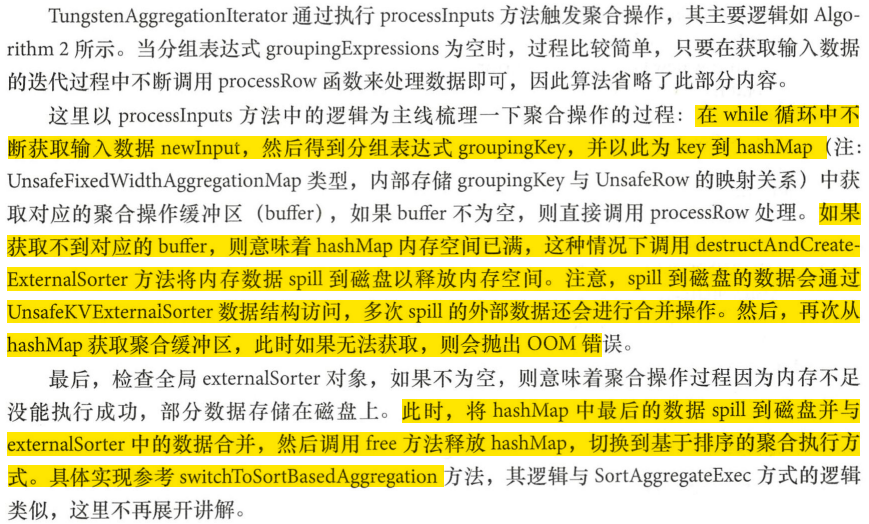 TungstenAggregationIterator 通过执行 processInputs 方法触发聚合操作，其主要逻辑如 Algo-
rithm 2 所示。当分组表达式 groupingExpressions 为空时，过程比较简单，只要在获取输入数据
的迭代过程中不断调用 processRow 函数来处理数据即可，因此算法省略了此部分内容。
这里以 processInputs 方法中的逻辑为主线梳理一下聚合操作的过程：在 while 循环中不
断获取输入数据 newInput，然后得到分组表达式 groupingKey，并以此为 key 到 hashMap（注：
UnsafeFixedWidthAggregationMap 类型，内部存储 groupingKey 与 UnsafeRow 的映射关系）中获
取对应的聚合操作缓冲区（buffer），如果 buffer 不为空，则直接调用 processRow 处理。如果
获取不到对应的 buffer，则意味着 hashMap 内存空间已满，这种情况下调用 destructAndCreate-
ExternalSorter 方法将内存数据 spill 到磁盘以释放内存空间。注意，spill 到磁盘的数据会通过
UnsafeKVExternalSorter 数据结构访问，多次 spill 的外部数据还会进行合并操作。然后，再次从
hashMap 获取聚合缓冲区，此时如果无法获取，则会抛出 OOM 错误。
最后，检查全局 externalSorter 对象，如果不为空，则意味着聚合操作过程因为内存不足
没能执行成功，部分数据存储在磁盘上。此时，将 hashMap 中最后的数据 spill 到磁盘并与
externalSorter 中的数据合并，然后调用 free 方法释放 hashMap，切换到基于排序的聚合执行方
式。具体实现参考 switchToSortBasedAggregation 方法，其逻辑与 SortAggregateExec 方式的逻辑
类似，这里不再展开讲解。